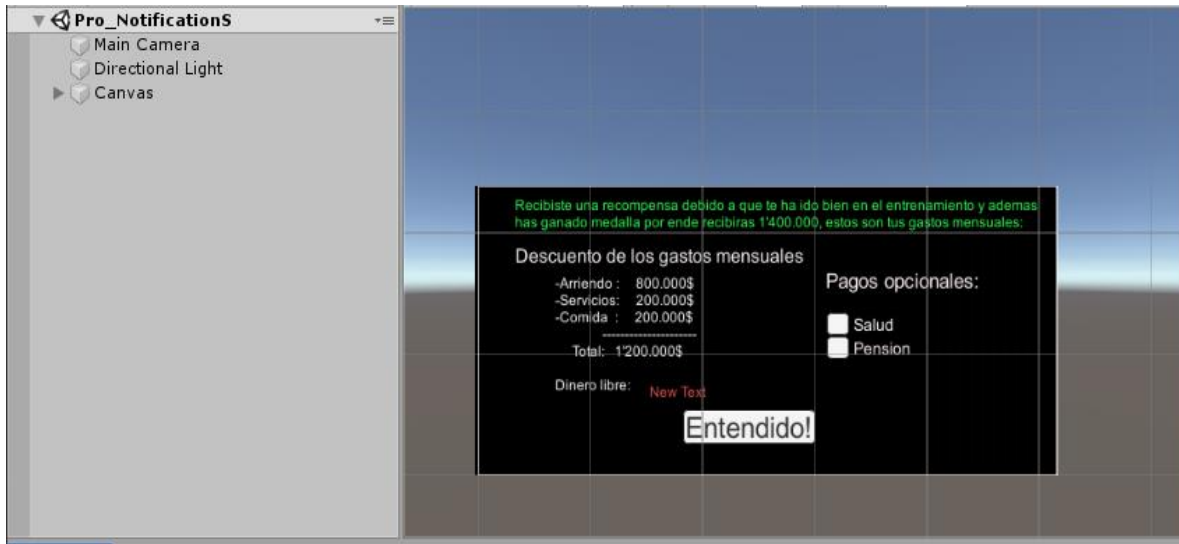 Pro_NotificationS
Main Camera
Directional Light
Canvas
Recibiste una recompensa debido a que te ha ido bien en el entrenamiento y ademas
has ganado medalla por ende recibiras 1'400.000, estos son tus gastos mensuales:
Descuento de los gastos mensuales
-Arriendo : 800.000$
-Servicios: 200.000$
-Comida : 200.000$
---------------------
Total: 1'200.000$
Dinero libre: New Text
Pagos opcionales:
Salud
Pension
Entendido!